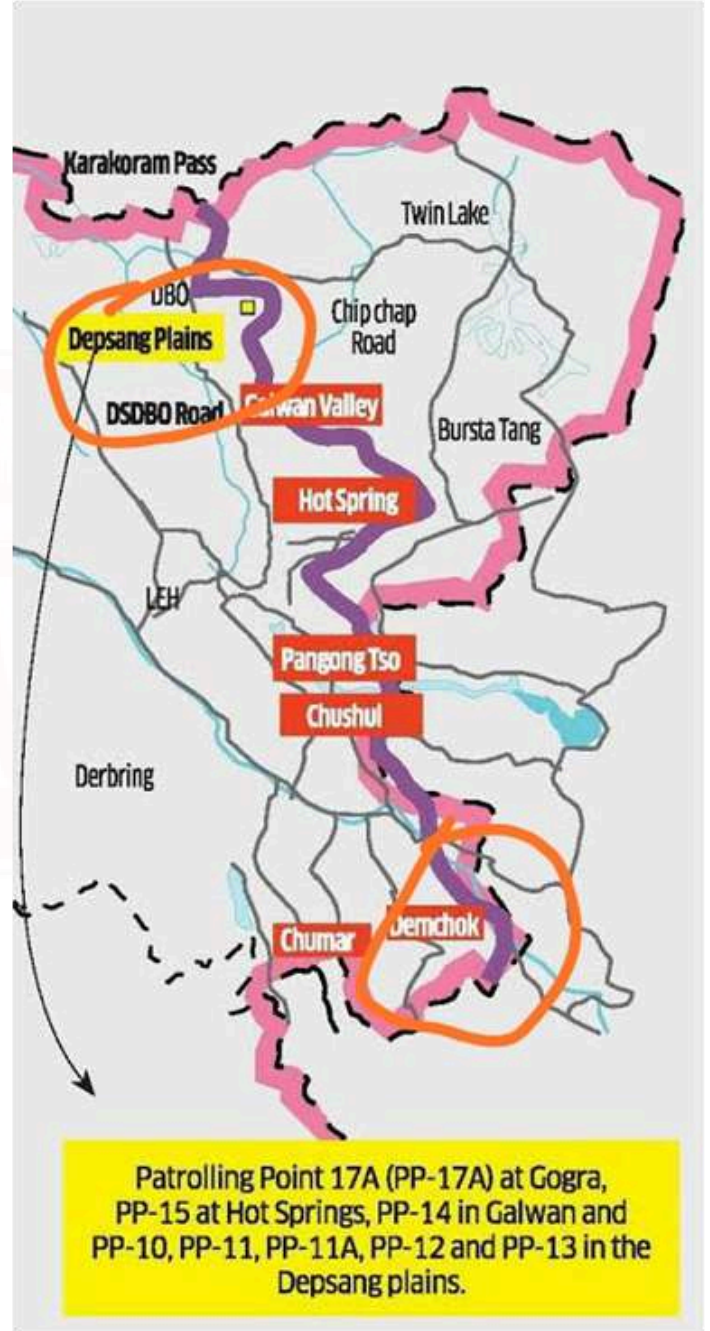 Karakoram Pass
Twin Lake
DBO
Chip chap
Road
Depsang Plains
DSDBO Road
Galwan Valley
Bursta Tang
Hot Spring
LEH
Pangong Tso
Chushul
Derbring
Demchok
Chumar
Patrolling Point 17A (PP-17A) at Gogra,
PP-15 at Hot Springs, PP-14 in Galwan and
PP-10, PP-11, PP-11A, PP-12 and PP-13 in the
Depsang plains.